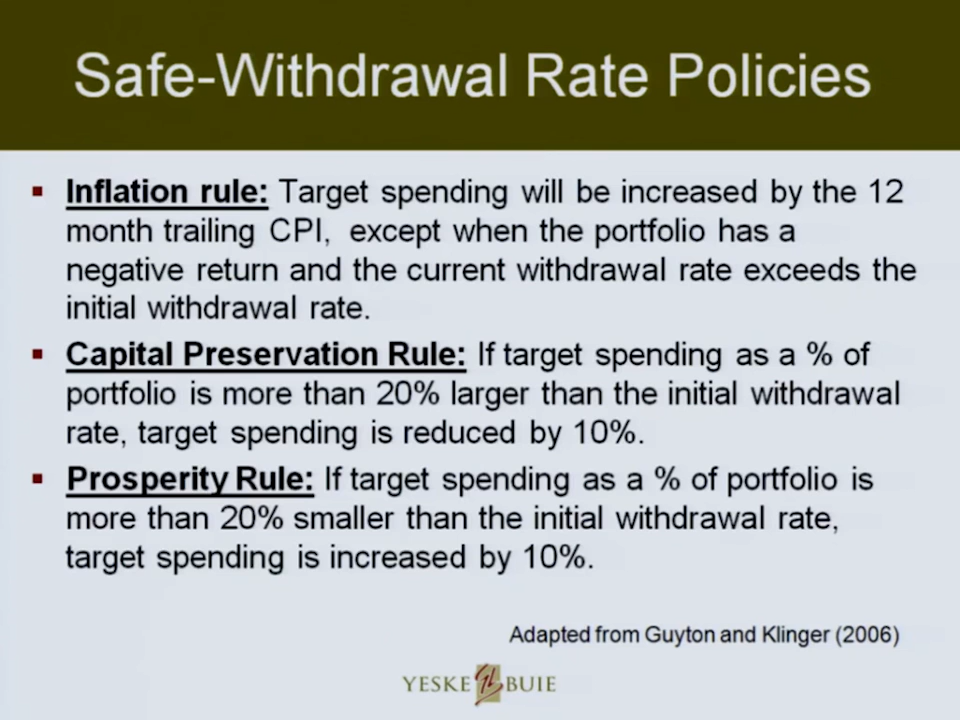 Safe-Withdrawal Rate Policies
▪ Inflation rule: Target spending will be increased by the 12
month trailing CPI, except when the portfolio has a
negative return and the current withdrawal rate exceeds the
initial withdrawal rate.
▪ Capital Preservation Rule: If target spending as a % of
portfolio is more than 20% larger than the initial withdrawal
rate, target spending is reduced by 10%.
▪ Prosperity Rule: If target spending as a % of portfolio is
more than 20% smaller than the initial withdrawal rate,
target spending is increased by 10%.
Adapted from Guyton and Klinger (2006)
YESKE BUIE